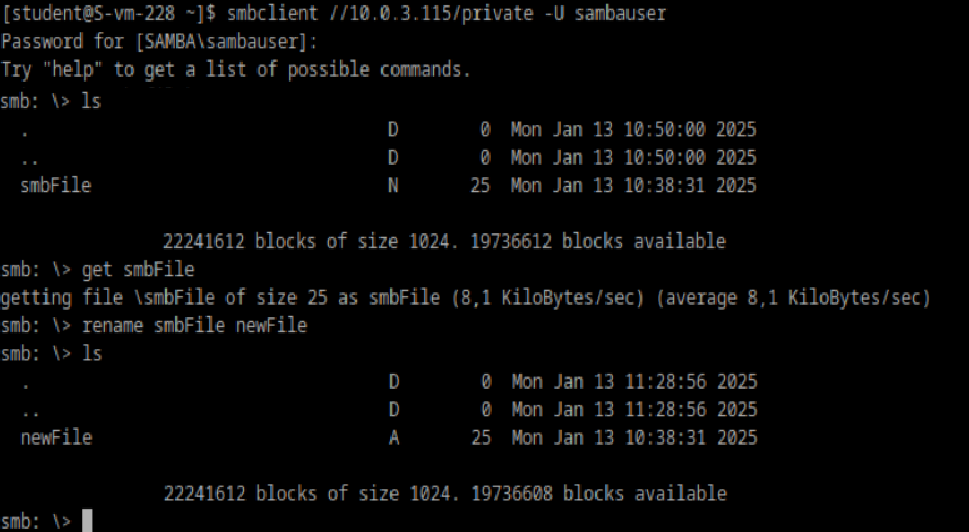 [student@S-vm-228 ~]$ smbclient //10.0.3.115/private -U sambauser
Password for [SAMBA\sambauser]:
Try "help" to get a list of possible commands.
smb: \> ls
. D 0 Mon Jan 13 10:50:00 2025
.. D 0 Mon Jan 13 10:50:00 2025
smbFile N 25 Mon Jan 13 10:38:31 2025
22241612 blocks of size 1024. 19736612 blocks available
smb: \> get smbFile
getting file \smbFile of size 25 as smbFile (8,1 KiloBytes/sec) (average 8,1 KiloBytes/sec)
smb: \> rename smbFile newFile
smb: \> ls
. D 0 Mon Jan 13 11:28:56 2025
.. D 0 Mon Jan 13 11:28:56 2025
newFile A 25 Mon Jan 13 10:38:31 2025
22241612 blocks of size 1024. 19736608 blocks available
smb: \>